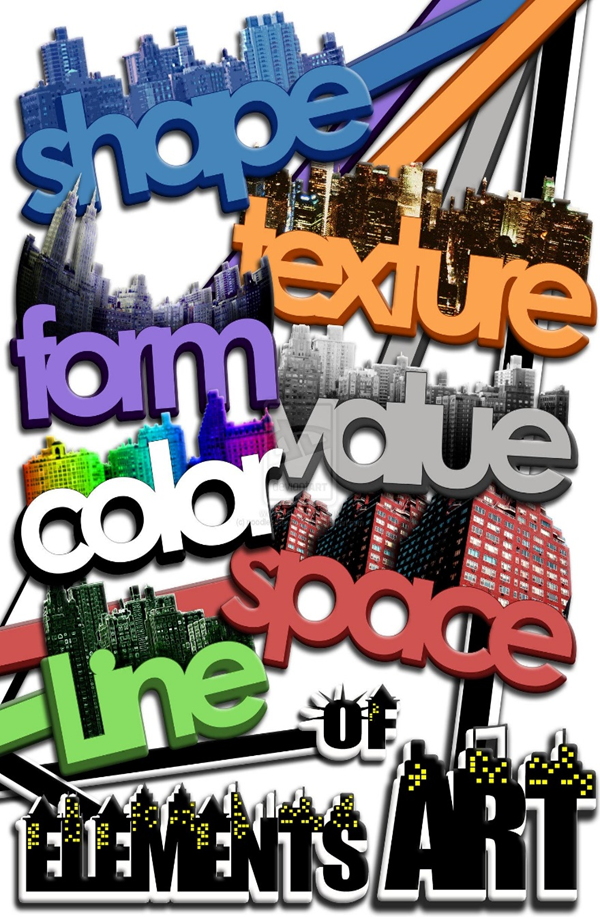 shape
texture
form
value
color
space
line
OF
ELEMENTS ART